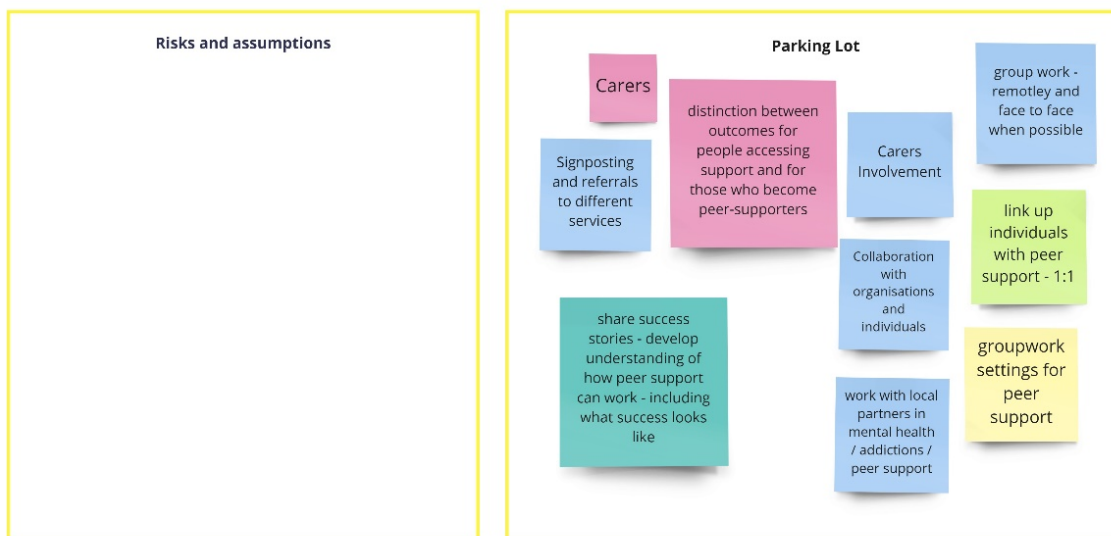 Risks and assumptions
Parking Lot
Carers
distinction between
outcomes for
people accessing
support and for
those who become
peer-supporters
group work -
remotley and
face to face
when possible
Signposting
and referrals
to different
services
Carers
Involvement
link up
individuals
with peer
support - 1:1
Collaboration
with
organisations
and
individuals
share success
stories - develop
understanding of
how peer support
can work - including
what success looks
like
groupwork
settings for
peer
support
work with local
partners in
mental health
/ addictions /
peer support